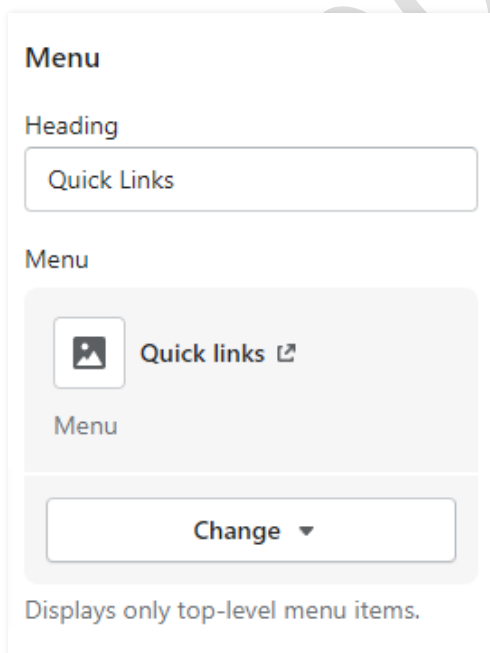 Menu
Heading
Quick Links
Menu
Quick links
Menu
Change
Displays only top-level menu items.